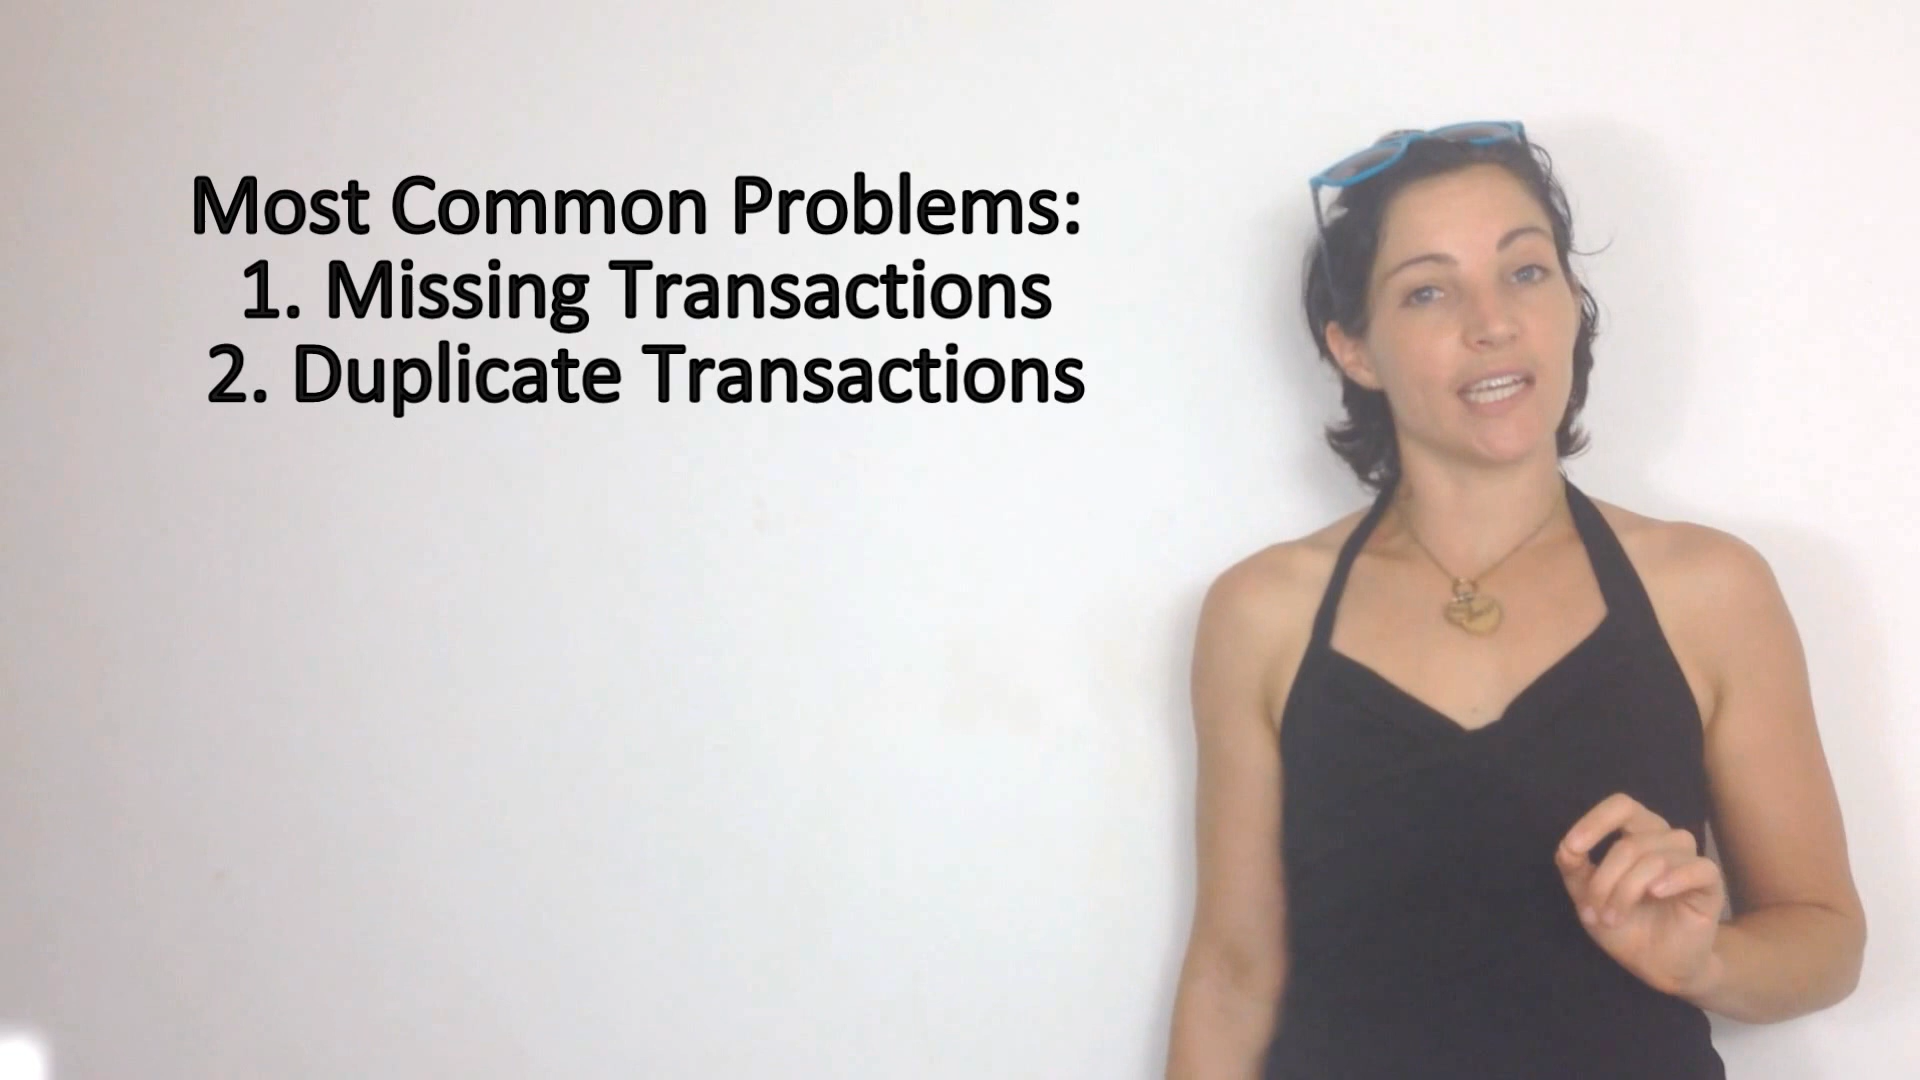 Most Common Problems:
1. Missing Transactions
2. Duplicate Transactions